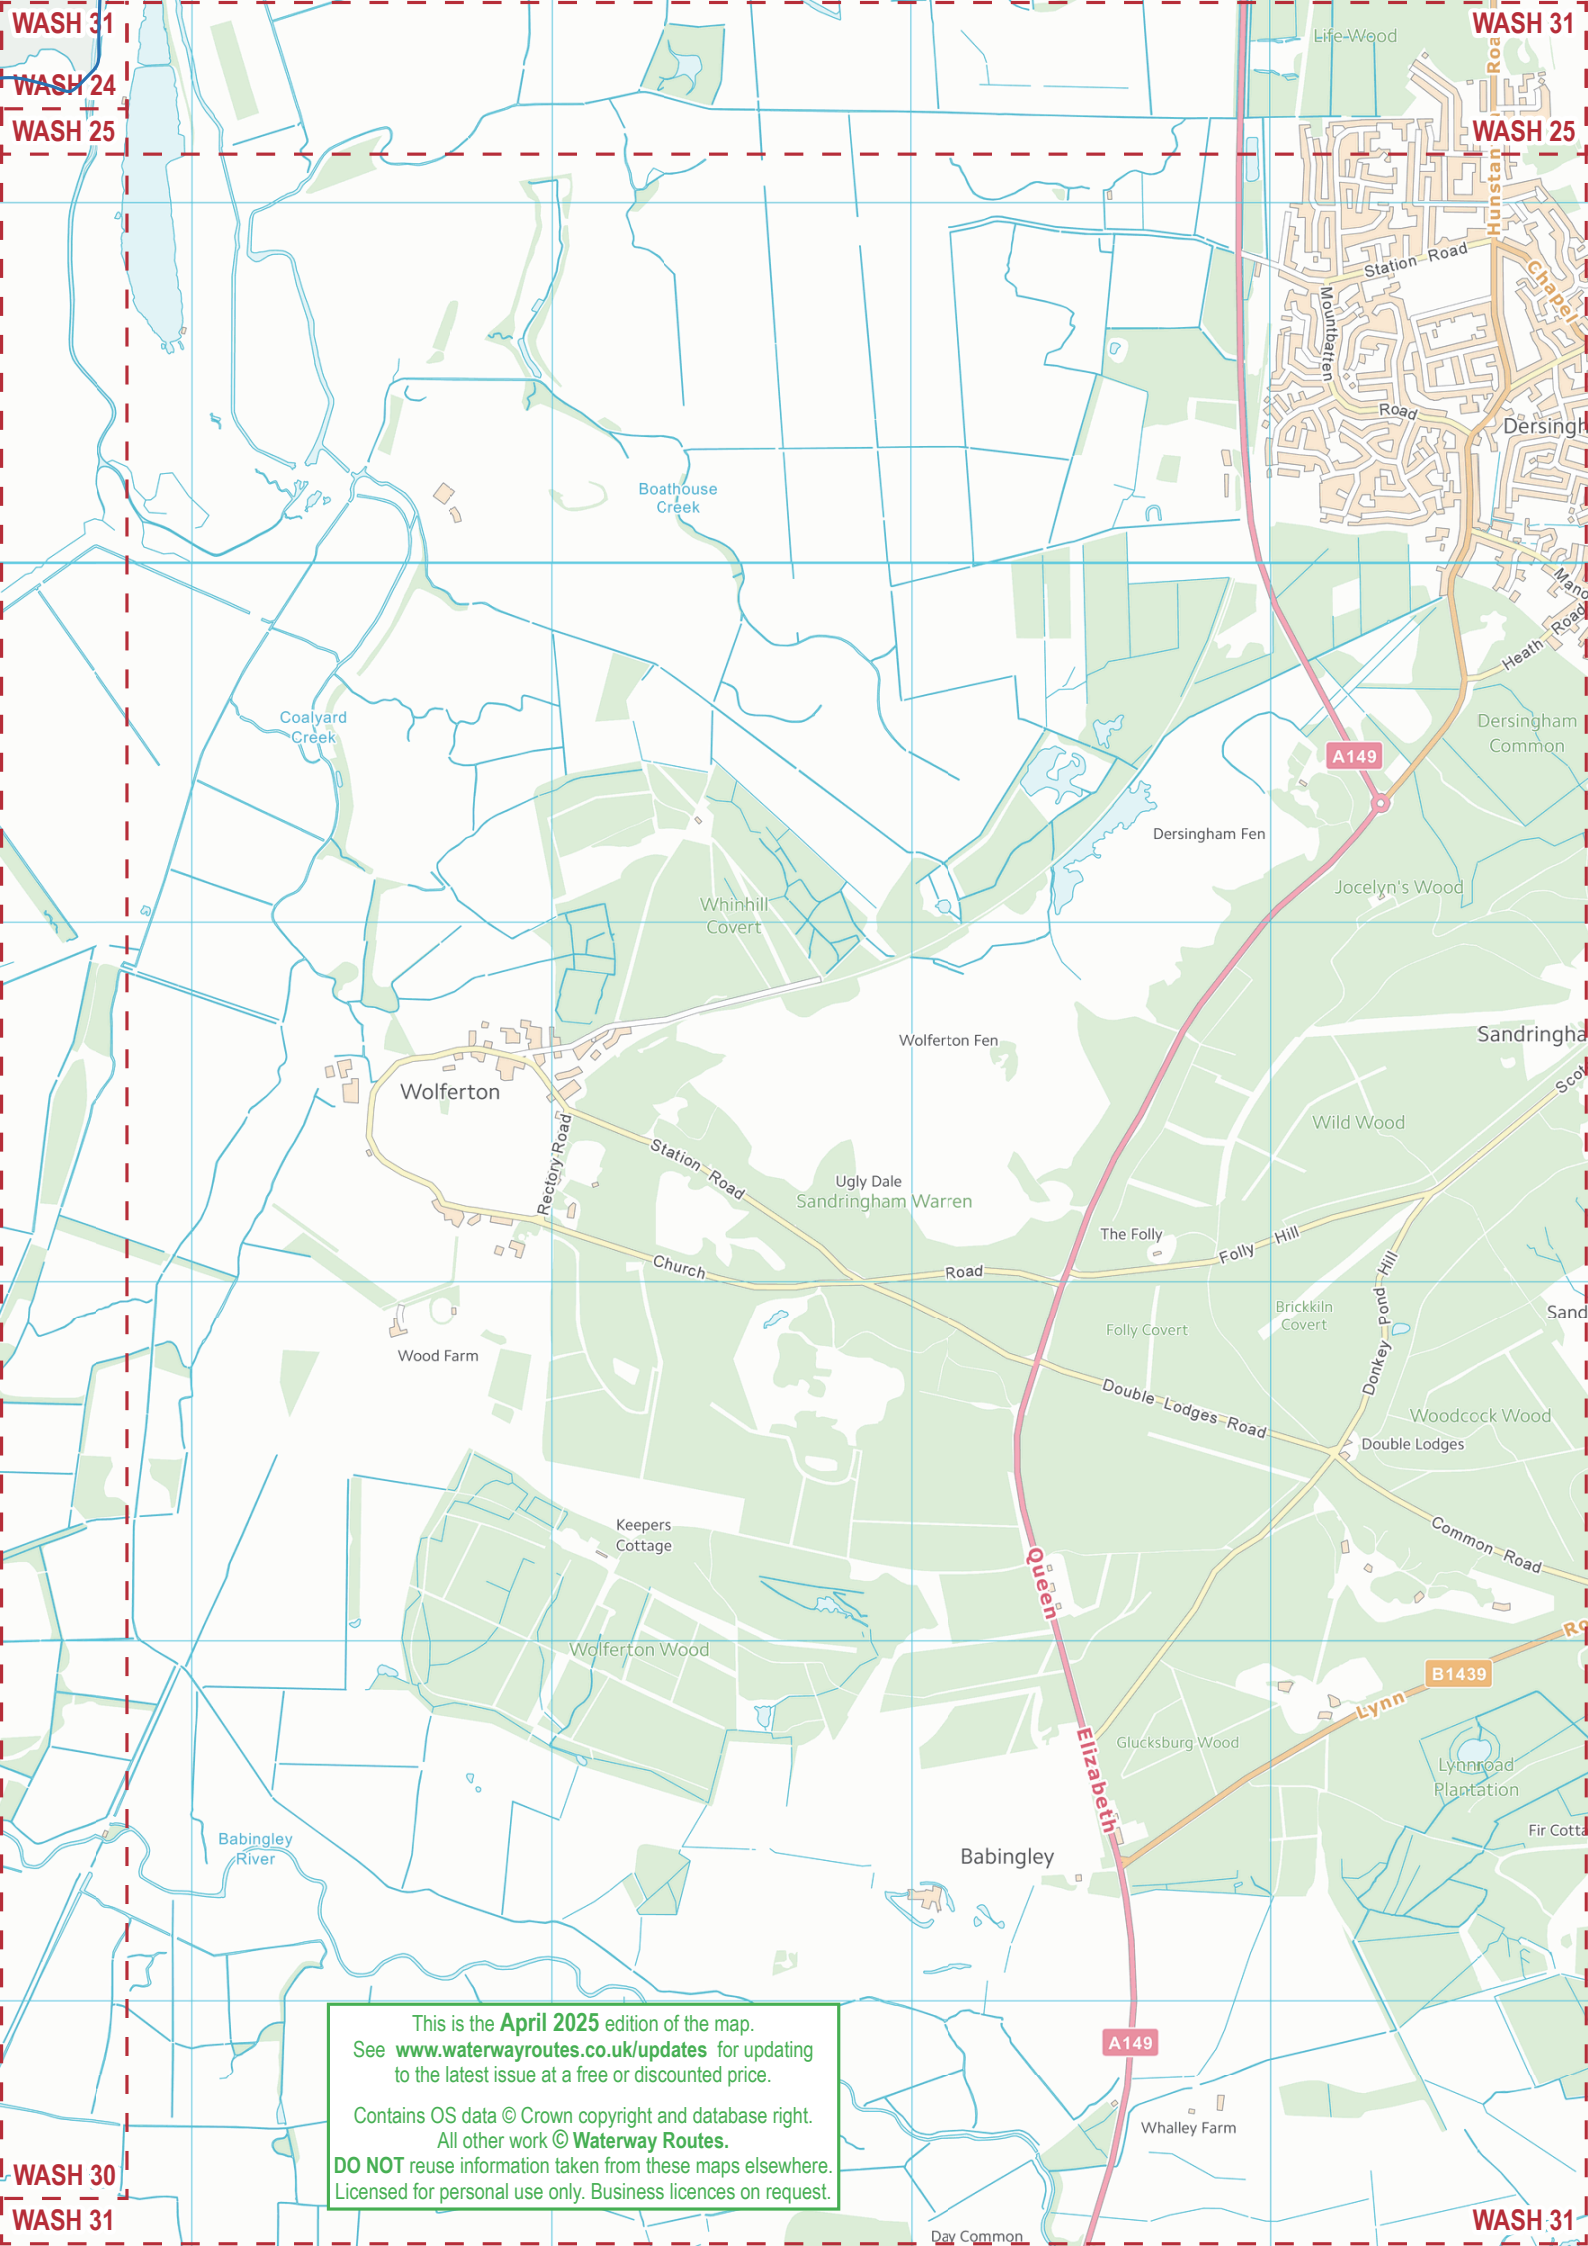 WASH 31
WASH 31
Life Wood
WASH 24
WASH 25
WASH 25
Hunstan
Roa
Station Road
Chapel
Mountbatten
Road
Dersingh
Boathouse
Creek
Mano
Heath Road
Coalyard
Creek
Dersingham
Common
A149
Dersingham Fen
Jocelyn's Wood
Whinhill
Covert
Wolferton Fen
Sandringha
Scot
Wolferton
Wild Wood
Rectory Road
Station Road
Ugly Dale
Sandringham Warren
The Folly
Folly Hill
Church
Road
Donkey Pond Hill
Brickkiln
Covert
Sand
Folly Covert
Wood Farm
Double Lodges Road
Woodcock Wood
Double Lodges
Keepers
Cottage
Common Road
Queen
Elizabeth
Wolferton Wood
Ro
B1439
Lynn
Glucksburg Wood
Lynnroad
Plantation
Babingley
River
Fir Cotta
Babingley
This is the April 2025 edition of the map.
See www.waterwayroutes.co.uk/updates for updating
to the latest issue at a free or discounted price.
Contains OS data © Crown copyright and database right.
All other work © Waterway Routes.
DO NOT reuse information taken from these maps elsewhere.
Licensed for personal use only. Business licences on request.
A149
Whalley Farm
WASH 30
WASH 31
Day Common
WASH 31